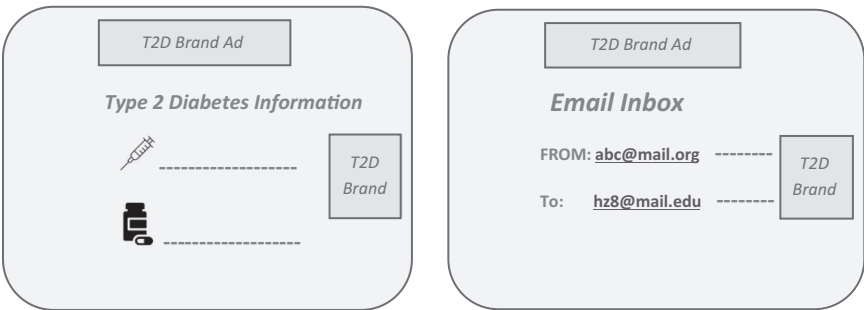 T2D Brand Ad
Type 2 Diabetes Information
T2D
Brand
T2D Brand Ad
Email Inbox
FROM: abc@mail.org
To: hz8@mail.edu
T2D
Brand